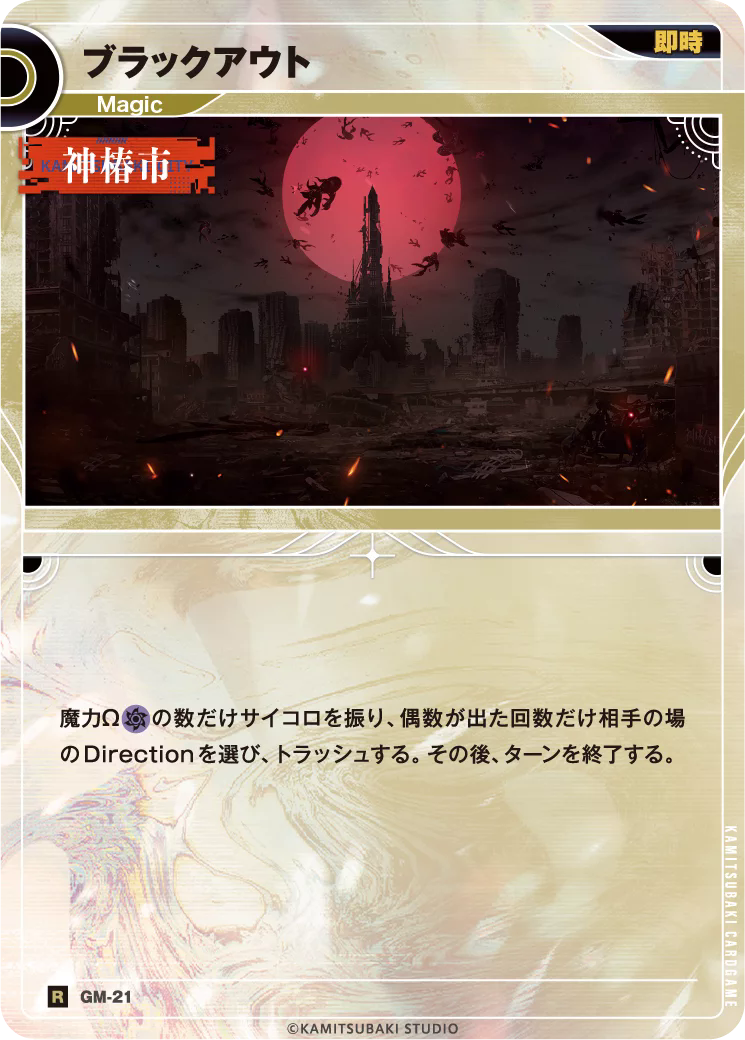 ブラックアウト
即時
Magic
神椿市
魔力Ωの数だけサイコロを振り、偶数が出た回数だけ相手の場
のDirectionを選び、トラッシュする。その後、ターンを終了する。
KAMITSUBAKI CARDGAME
R GM-21
©KAMITSUBAKI STUDIO